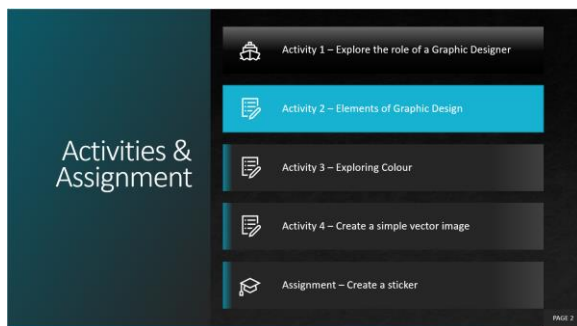 Activities &
Assignment
Activity 1 – Explore the role of a Graphic Designer
Activity 2 – Elements of Graphic Design
Activity 3 – Exploring Colour
Activity 4 – Create a simple vector image
Assignment – Create a sticker
PAGE 2